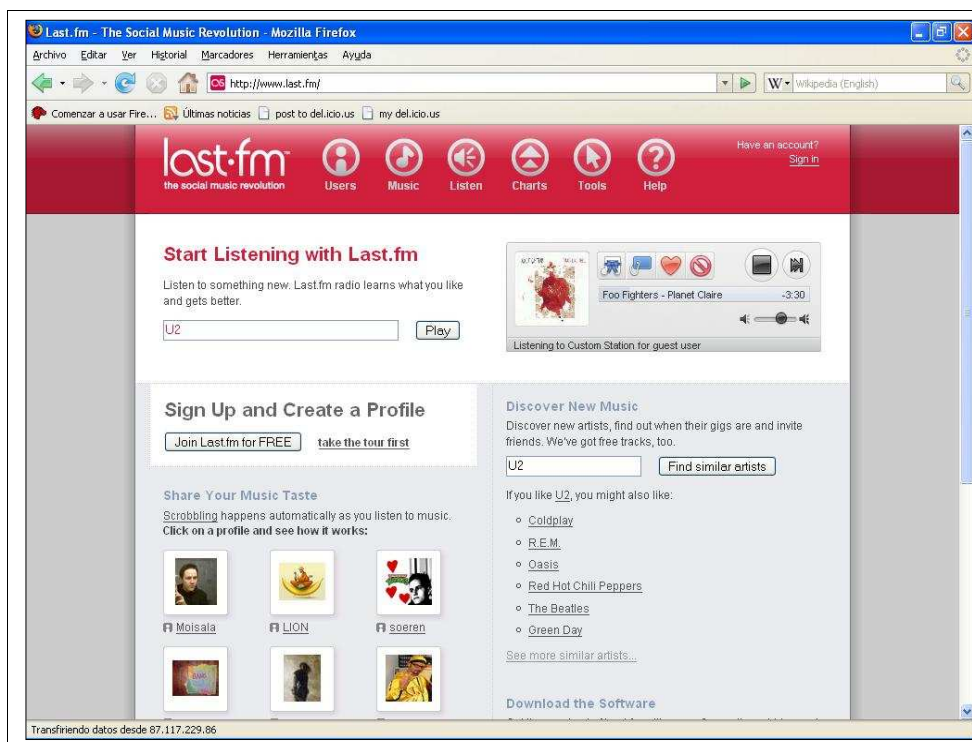 Last.fm - The Social Music Revolution - Mozilla Firefox
Archivo Editar Ver Historial Marcadores Herramientas Ayuda
http://www.last.fm/
W Wikipedia (English)
Comenzar a usar Fire... Últimas noticias post to del.icio.us my del.icio.us
last.fm
the social music revolution
Users Music Listen Charts Tools Help
Have an account?
Sign in
Start Listening with Last.fm
Listen to something new. Last.fm radio learns what you like
and gets better.
U2 Play
Foo Fighters - Planet Claire -3:30
Listening to Custom Station for guest user
Sign Up and Create a Profile
Join Last.fm for FREE take the tour first
Share Your Music Taste
Scrobbling happens automatically as you listen to music.
Click on a profile and see how it works:
Moisala LION soeren
Discover New Music
Discover new artists, find out when their gigs are and invite
friends. We've got free tracks, too.
U2 Find similar artists
If you like U2, you might also like:
Coldplay
R.E.M.
Oasis
Red Hot Chili Peppers
The Beatles
Green Day
See more similar artists...
Download the Software
Transfiriendo datos desde 87.117.229.86